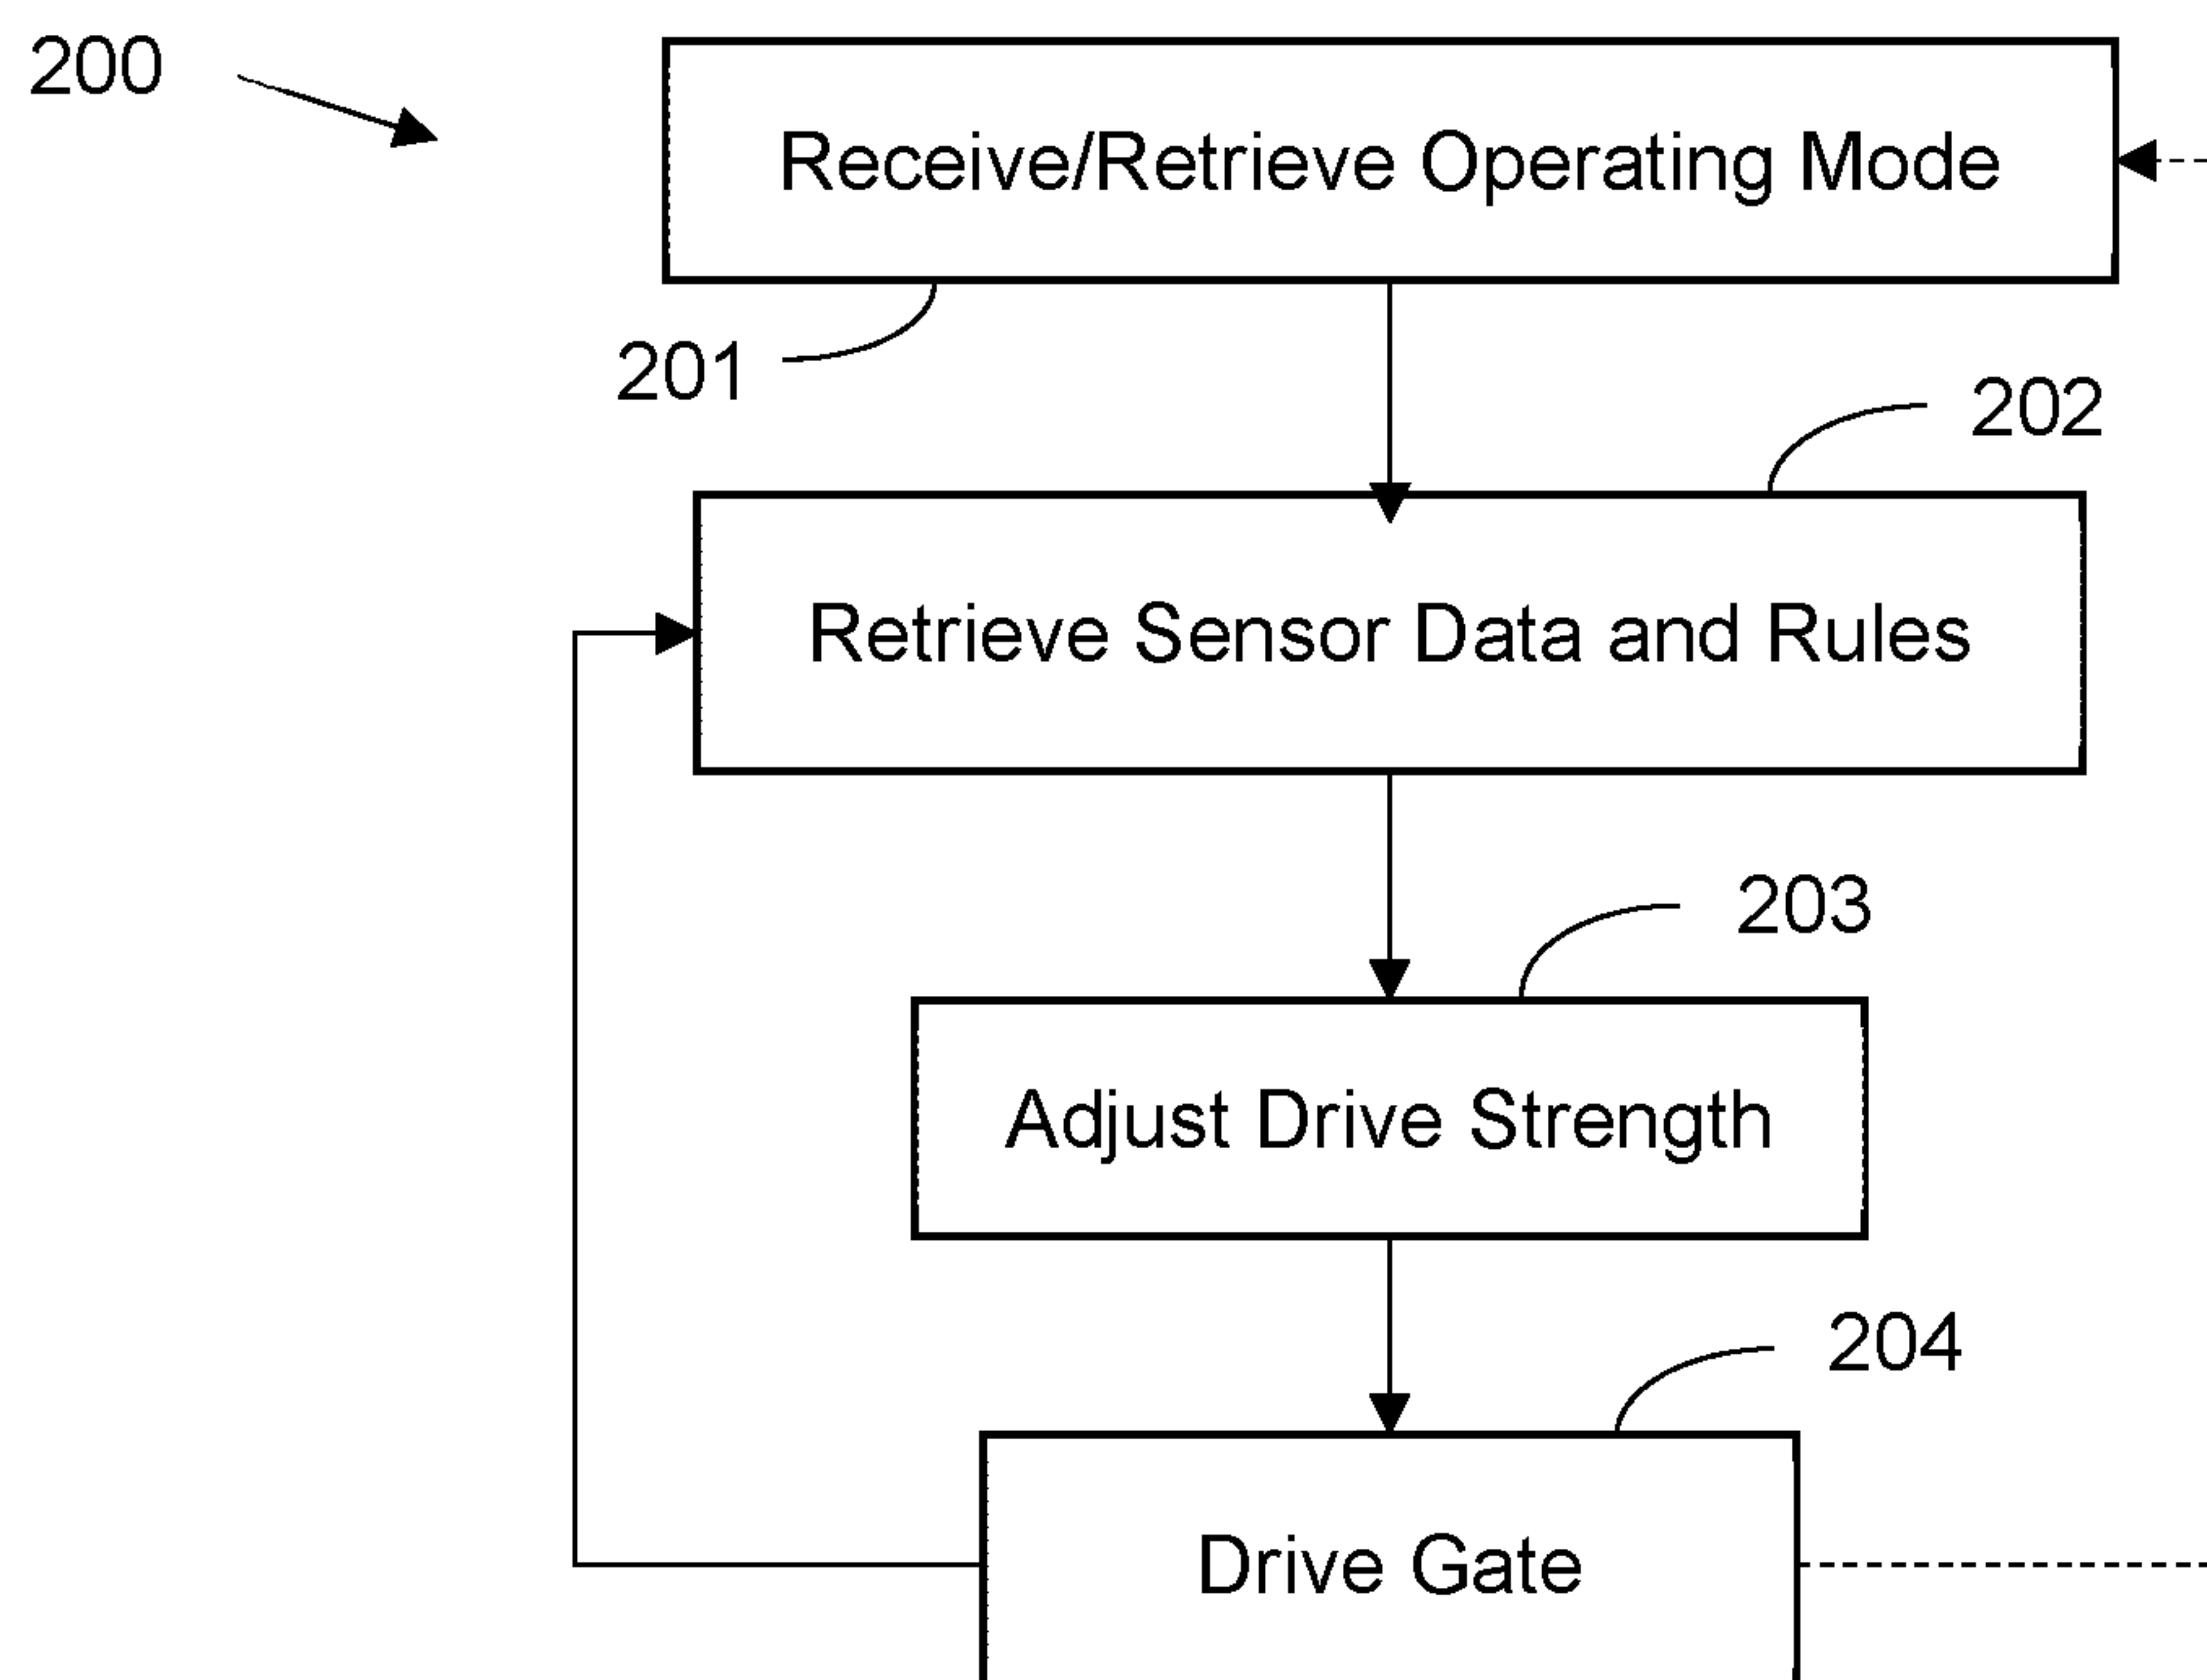 200
Receive/Retrieve Operating Mode
201
202
Retrieve Sensor Data and Rules
203
Adjust Drive Strength
204
Drive Gate